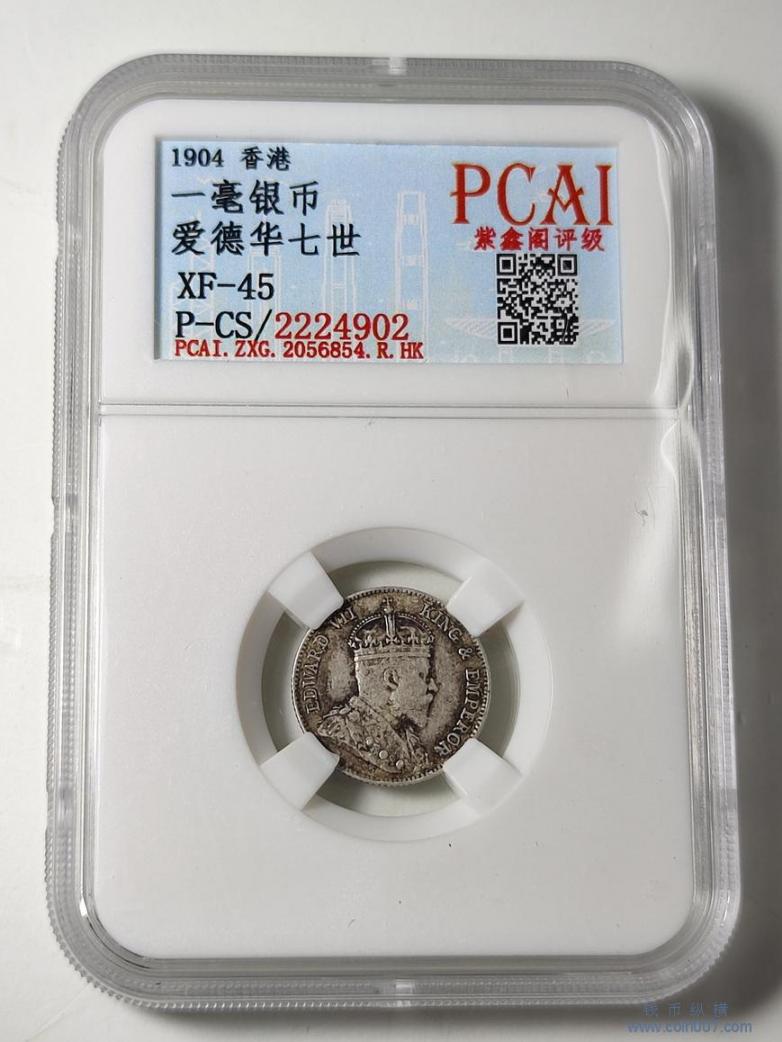 1904 香港
一毫银币
爱德华七世
XF-45
P-CS/2224902
PCAI. ZXG. 2056854. R. HK
PCAI
紫鑫阁评级
EDWARD VII KING & EMPEROR
钱币纵横
www.coin007.com